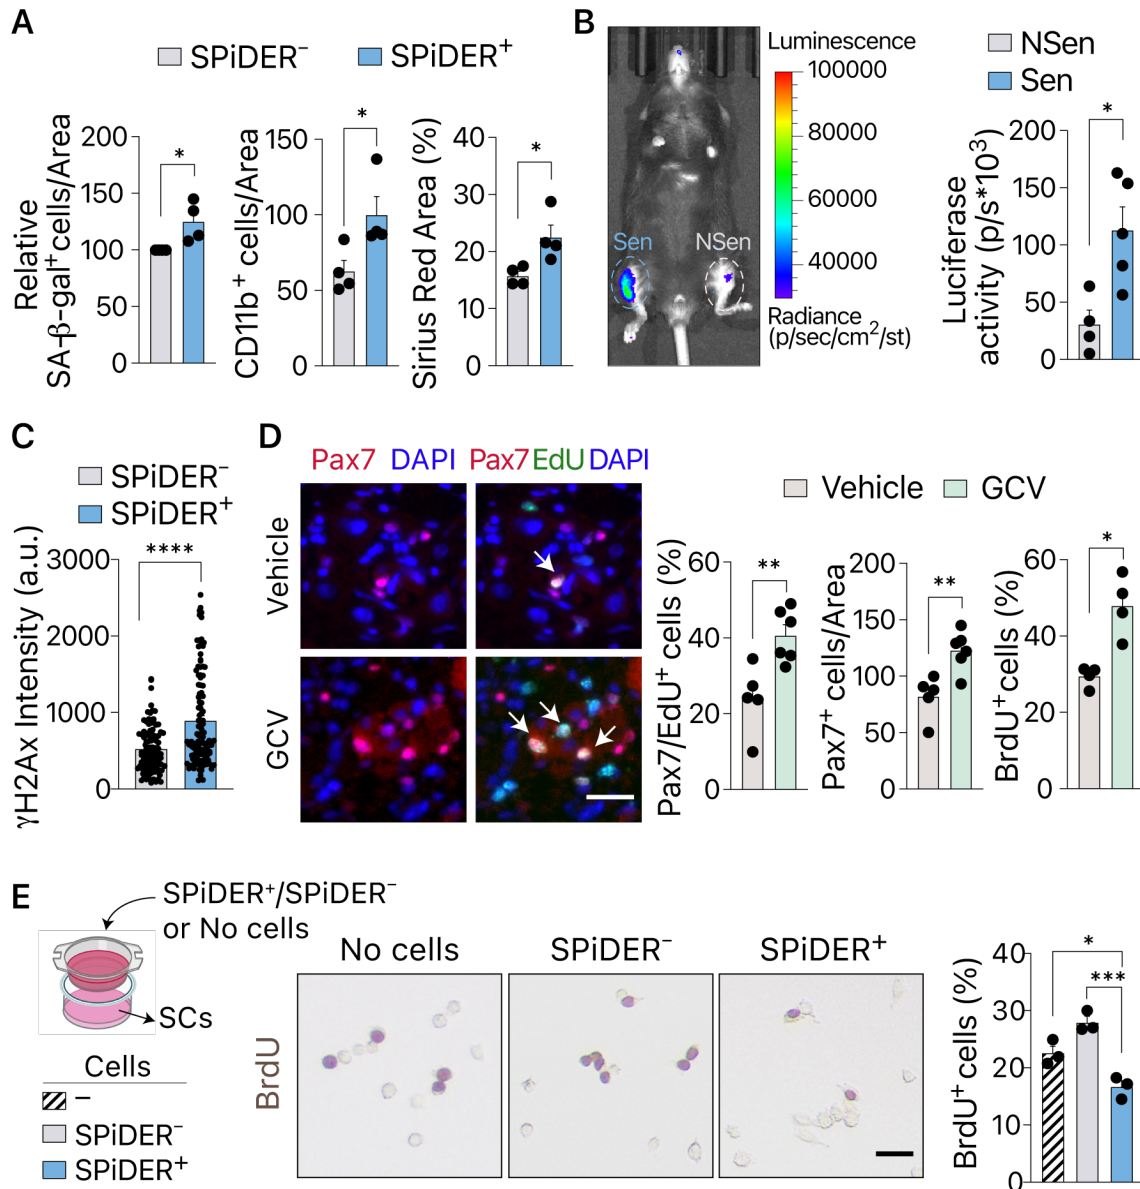 A
SPiDER⁻ SPiDER⁺
Relative
SA-β-gal⁺cells/Area
200
150
100
50
0
*
CD11b⁺ cells/Area
150
100
50
0
*
Sirius Red Area (%)
40
30
20
10
0
*
B
Sen
NSen
Luminescence
100000
80000
60000
40000
Radiance
(p/sec/cm²/st)
NSen
Sen
Luciferase
activity (p/s*10³)
200
150
100
50
0
*
C
SPiDER⁻
SPiDER⁺
γH2Ax Intensity (a.u.)
3000
2000
1000
0
****
D
Pax7 DAPI Pax7 EdU DAPI
Vehicle
GCV
Vehicle GCV
Pax7/EdU⁺ cells (%)
60
40
20
0
**
Pax7⁺ cells/Area
200
150
100
50
0
**
BrdU⁺ cells (%)
60
40
20
0
*
E
SPiDER⁺/SPiDER⁻
or No cells
SCs
Cells
–
SPiDER⁻
SPiDER⁺
No cells SPiDER⁻ SPiDER⁺
BrdU
BrdU⁺ cells (%)
40
30
20
10
0
*
***